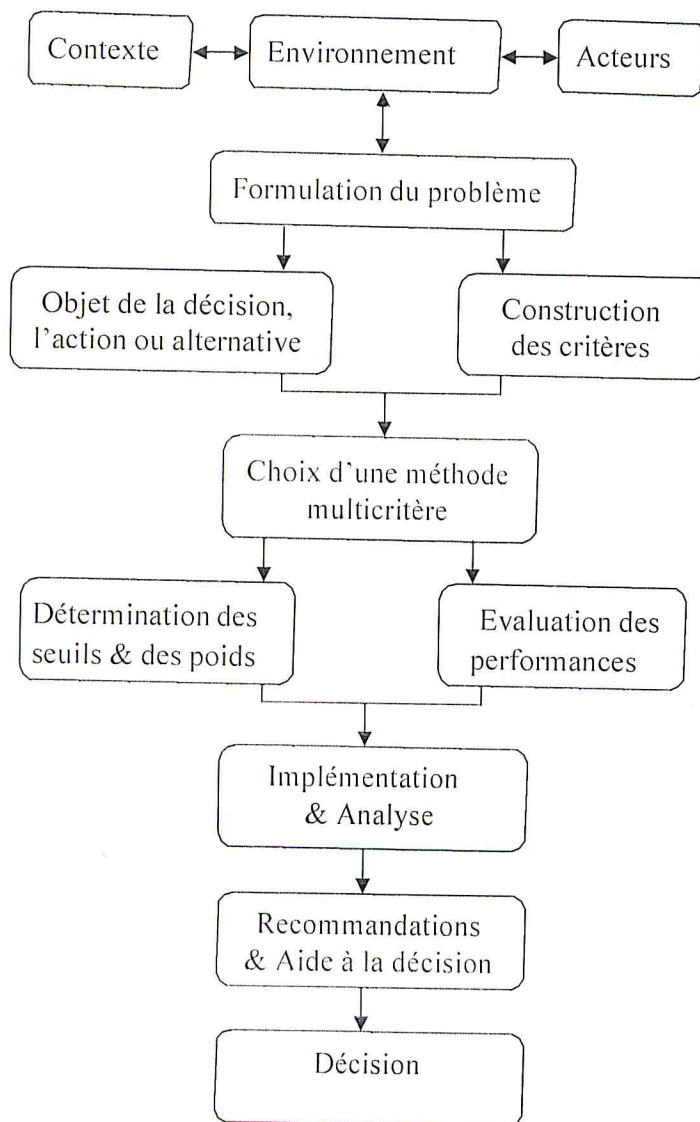 Contexte
Environnement
Acteurs
Formulation du problème
Objet de la décision,
l'action ou alternative
Construction
des critères
Choix d'une méthode
multicritère
Détermination des
seuils & des poids
Evaluation des
performances
Implémentation
& Analyse
Recommandations
& Aide à la décision
Décision